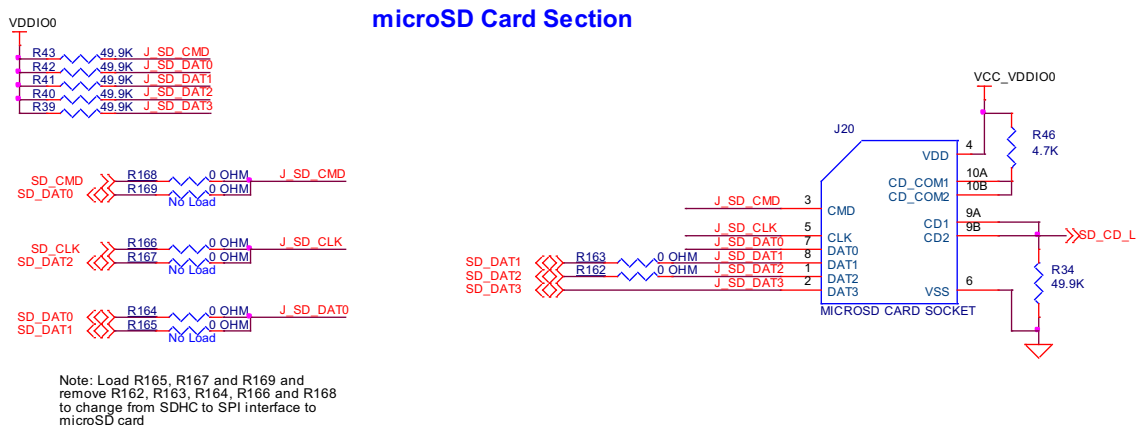 microSD Card Section
VDDIO0
R43 49.9K J_SD_CMD
R42 49.9K J_SD_DAT0
R41 49.9K J_SD_DAT1
R40 49.9K J_SD_DAT2
R39 49.9K J_SD_DAT3
SD_CMD R168 0 OHM J_SD_CMD
SD_DAT0 R169 0 OHM
No Load
SD_CLK R166 0 OHM J_SD_CLK
SD_DAT2 R167 0 OHM
No Load
SD_DAT0 R164 0 OHM J_SD_DAT0
SD_DAT1 R165 0 OHM
No Load
Note: Load R165, R167 and R169 and
remove R162, R163, R164, R166 and R168
to change from SDHC to SPI interface to
microSD card
VCC_VDDIO0
J20
R46
4.7K
4
VDD
10A
CD_COM1
10B
CD_COM2
J_SD_CMD 3 CMD
9A
CD1
9B
CD2
SD_CD_L
J_SD_CLK 5 CLK
J_SD_DAT0 7 DAT0
SD_DAT1 R163 0 OHM J_SD_DAT1 8 DAT1
SD_DAT2 R162 0 OHM J_SD_DAT2 1 DAT2
SD_DAT3 J_SD_DAT3 2 DAT3
R34
49.9K
6
VSS
MICROSD CARD SOCKET